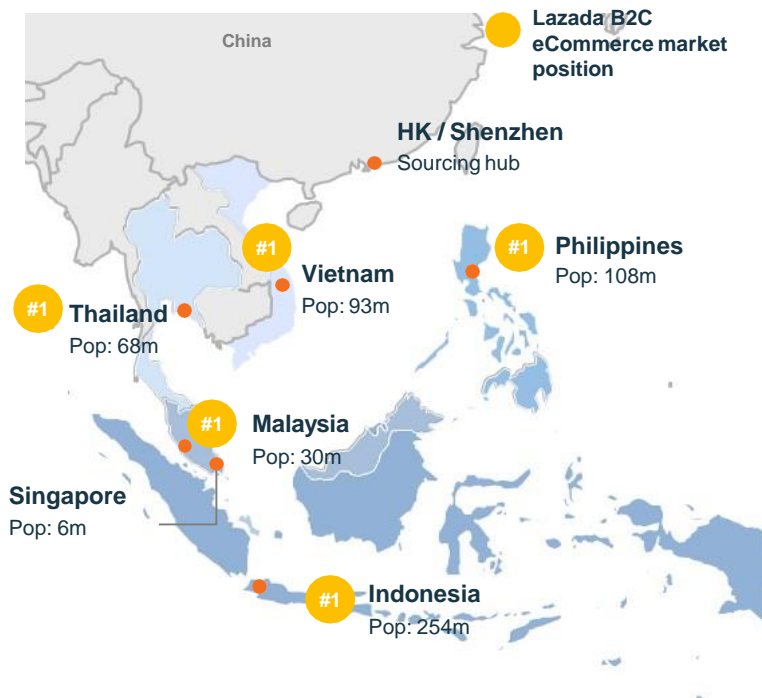 Lazada B2C
eCommerce market
position
China
HK / Shenzhen
Sourcing hub
#1
Philippines
Pop: 108m
#1
Vietnam
Pop: 93m
#1
Thailand
Pop: 68m
#1
Malaysia
Pop: 30m
Singapore
Pop: 6m
#1
Indonesia
Pop: 254m